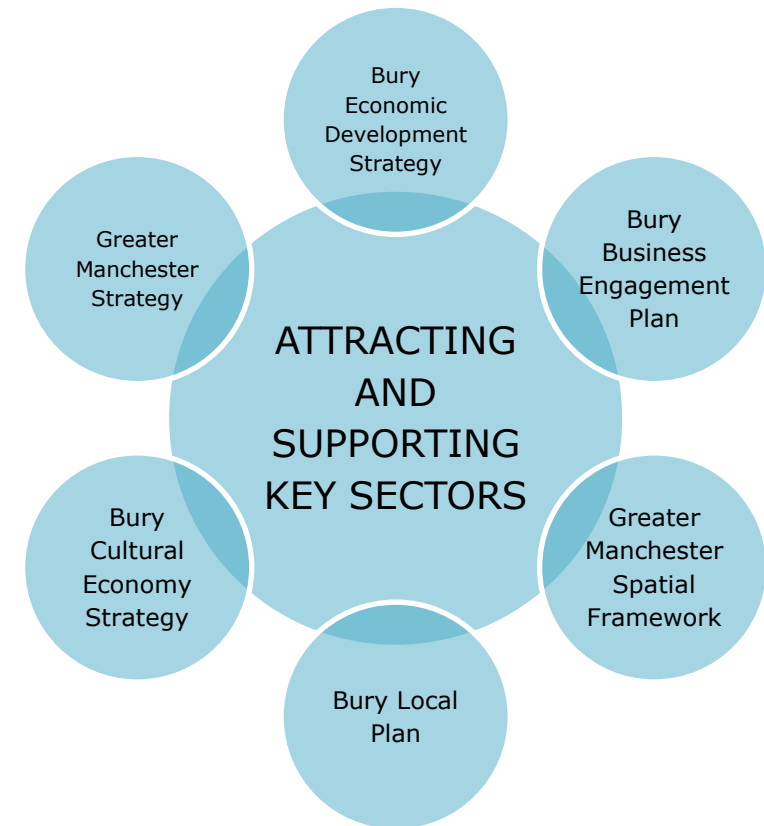 Bury
Economic
Development
Strategy
Bury
Business
Engagement
Plan
Greater
Manchester
Spatial
Framework
Bury Local
Plan
Bury
Cultural
Economy
Strategy
Greater
Manchester
Strategy
ATTRACTING
AND
SUPPORTING
KEY SECTORS